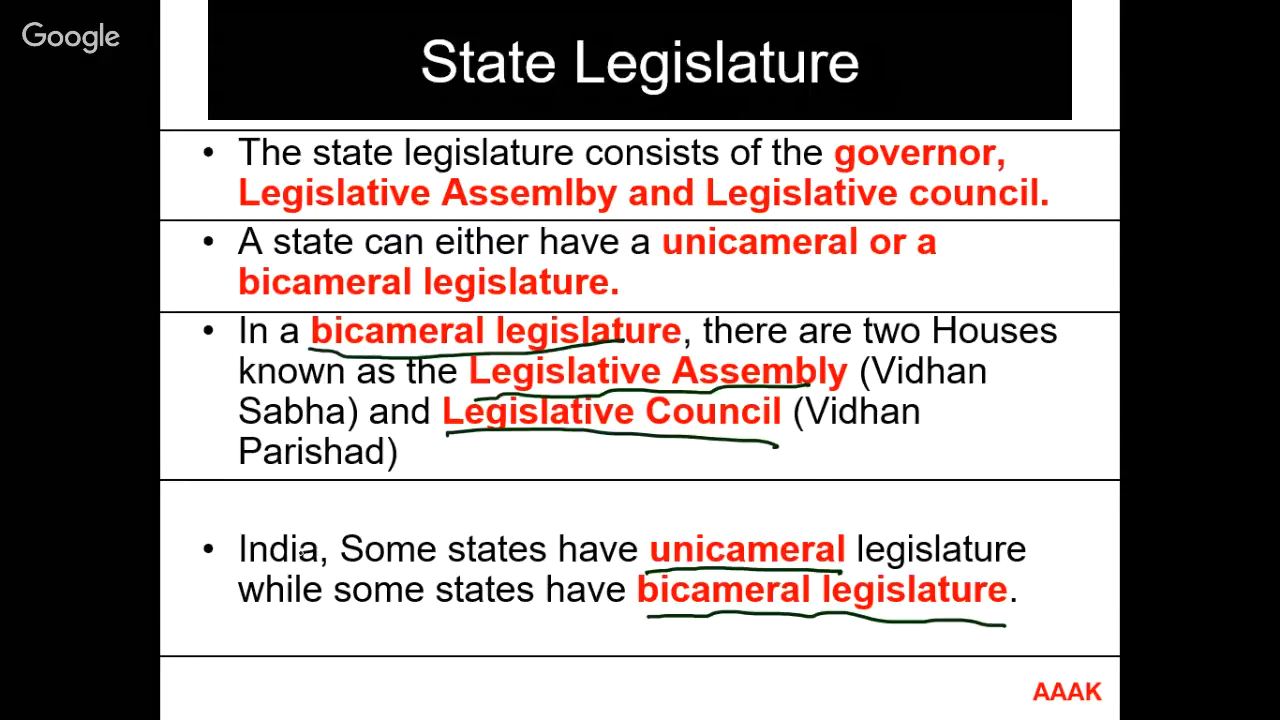 Google
State Legislature
• The state legislature consists of the governor,
Legislative Assemlby and Legislative council.
• A state can either have a unicameral or a
bicameral legislature.
• In a bicameral legislature, there are two Houses
known as the Legislative Assembly (Vidhan
Sabha) and Legislative Council (Vidhan
Parishad)
• India, Some states have unicameral legislature
while some states have bicameral legislature.
AAAK